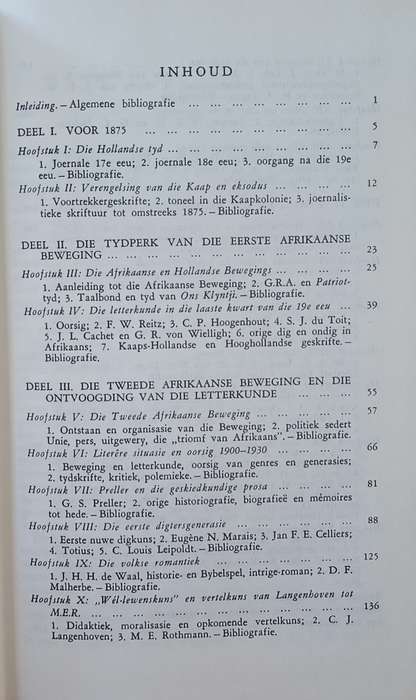 INHOUD
Inleiding. – Algemene bibliografie ... ... ... ... ... ... ... ... ... 1
DEEL I. VOOR 1875 ... ... ... ... ... ... ... ... ... ... ... 5
Hoofstuk I: Die Hollandse tyd ... ... ... ... ... ... ... ... ... ... 7
1. Joernale 17e eeu; 2. joernale 18e eeu; 3. oorgang na die 19e
eeu. – Bibliografie.
Hoofstuk II: Verengelsing van die Kaap en eksodus ... ... ... ... ... 12
1. Voortrekkergeskrifte; 2. toneel in die Kaapkolonie; 3. joernalis-
tieke skriftuur tot omstreeks 1875. – Bibliografie.
DEEL II. DIE TYDPERK VAN DIE EERSTE AFRIKAANSE
BEWEGING ... ... ... ... ... ... ... ... ... ... ... ... ... 23
Hoofstuk III: Die Afrikaanse en Hollandse Bewegings ... ... ... ... ... 25
1. Aanleiding tot die Afrikaanse Beweging; 2. G.R.A. en Patriot-
tyd; 3. Taalbond en tyd van Ons Klyntji. – Bibliografie.
Hoofstuk IV: Die letterkunde in die laaste kwart van die 19e eeu ... 39
1. Oorsig; 2. F. W. Reitz; 3. C. P. Hoogenhout; 4. S. J. du Toit;
5. J. L. Cachet en G. R. von Wielligh; 6. orige dig en ondig in
Afrikaans; 7. Kaaps-Hollandse en Hooghollandse geskrifte. –
Bibliografie.
DEEL III. DIE TWEEDE AFRIKAANSE BEWEGING EN DIE
ONTVOOGDING VAN DIE LETTERKUNDE ... ... ... ... 55
Hoofstuk V: Die Tweede Afrikaanse Beweging ... ... ... ... ... ... 57
1. Ontstaan en organisasie van die Beweging; 2. politiek sedert
Unie, pers, uitgewery, die „triomf van Afrikaans”. – Bibliografie.
Hoofstuk VI: Literêre situasie en oorsig 1900–1930 ... ... ... ... ... 66
1. Beweging en letterkunde, oorsig van genres en generasies;
2. tydskrifte, kritiek, polemieke. – Bibliografie.
Hoofstuk VII: Preller en die geskiedkundige prosa ... ... ... ... ... 81
1. G. S. Preller; 2. orige historiografie, biografieë en mémoires
tot hede. – Bibliografie.
Hoofstuk VIII: Die eerste digtersgenerasie ... ... ... ... ... ... ... 88
1. Eerste nuwe digkuns; 2. Eugène N. Marais; 3. Jan F. E. Celliers;
4. Totius; 5. C. Louis Leipoldt. – Bibliografie.
Hoofstuk IX: Die volkse romantiek ... ... ... ... ... ... ... ... 125
1. J. H. H. de Waal, historie- en Bybelspel, intrige-roman; 2. D. F.
Malherbe. – Bibliografie.
Hoofstuk X: „Wél-lewenskuns” en vertelkuns van Langenhoven tot
M.E.R. ... ... ... ... ... ... ... ... ... ... ... ... ... 136
1. Didaktiek, moralisasie en opkomende vertelkuns; 2. C. J.
Langenhoven; 3. M. E. Rothmann. – Bibliografie.